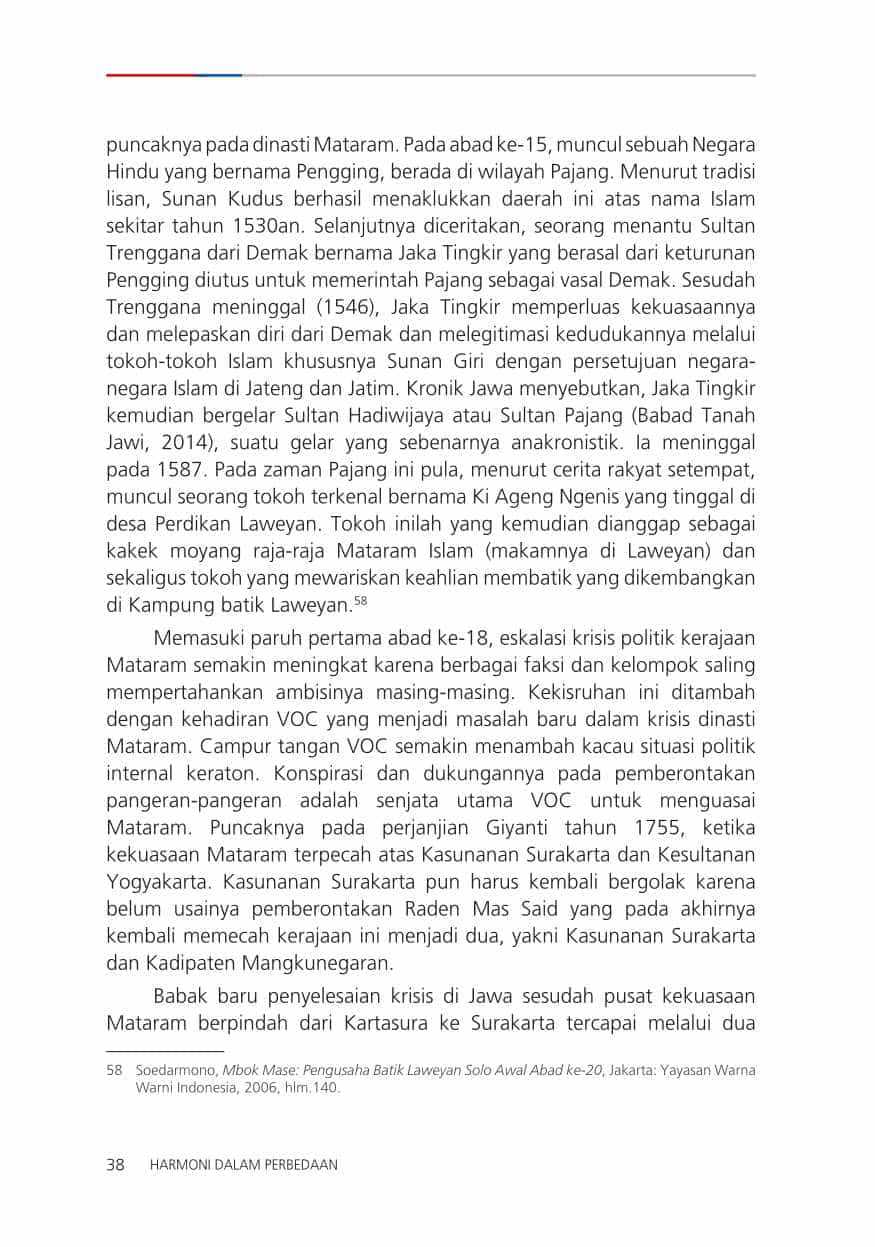 puncaknya pada dinasti Mataram. Pada abad ke-15, muncul sebuah Negara
Hindu yang bernama Pengging, berada di wilayah Pajang. Menurut tradisi
lisan, Sunan Kudus berhasil menaklukkan daerah ini atas nama Islam
sekitar tahun 1530an. Selanjutnya diceritakan, seorang menantu Sultan
Trenggana dari Demak bernama Jaka Tingkir yang berasal dari keturunan
Pengging diutus untuk memerintah Pajang sebagai vasal Demak. Sesudah
Trenggana meninggal (1546), Jaka Tingkir memperluas kekuasaannya
dan melepaskan diri dari Demak dan melegitimasi kedudukannya melalui
tokoh-tokoh Islam khususnya Sunan Giri dengan persetujuan negara-
negara Islam di Jateng dan Jatim. Kronik Jawa menyebutkan, Jaka Tingkir
kemudian bergelar Sultan Hadiwijaya atau Sultan Pajang (Babad Tanah
Jawi, 2014), suatu gelar yang sebenarnya anakronistik. Ia meninggal
pada 1587. Pada zaman Pajang ini pula, menurut cerita rakyat setempat,
muncul seorang tokoh terkenal bernama Ki Ageng Ngenis yang tinggal di
desa Perdikan Laweyan. Tokoh inilah yang kemudian dianggap sebagai
kakek moyang raja-raja Mataram Islam (makamnya di Laweyan) dan
sekaligus tokoh yang mewariskan keahlian membatik yang dikembangkan
di Kampung batik Laweyan.58
Memasuki paruh pertama abad ke-18, eskalasi krisis politik kerajaan
Mataram semakin meningkat karena berbagai faksi dan kelompok saling
mempertahankan ambisinya masing-masing. Kekisruhan ini ditambah
dengan kehadiran VOC yang menjadi masalah baru dalam krisis dinasti
Mataram. Campur tangan VOC semakin menambah kacau situasi politik
internal keraton. Konspirasi dan dukungannya pada pemberontakan
pangeran-pangeran adalah senjata utama VOC untuk menguasai
Mataram. Puncaknya pada perjanjian Giyanti tahun 1755, ketika
kekuasaan Mataram terpecah atas Kasunanan Surakarta dan Kesultanan
Yogyakarta. Kasunanan Surakarta pun harus kembali bergolak karena
belum usainya pemberontakan Raden Mas Said yang pada akhirnya
kembali memecah kerajaan ini menjadi dua, yakni Kasunanan Surakarta
dan Kadipaten Mangkunegaran.
Babak baru penyelesaian krisis di Jawa sesudah pusat kekuasaan
Mataram berpindah dari Kartasura ke Surakarta tercapai melalui dua
58 Soedarmono, Mbok Mase: Pengusaha Batik Laweyan Solo Awal Abad ke-20, Jakarta: Yayasan Warna
Warni Indonesia, 2006, hlm.140.
38 HARMONI DALAM PERBEDAAN